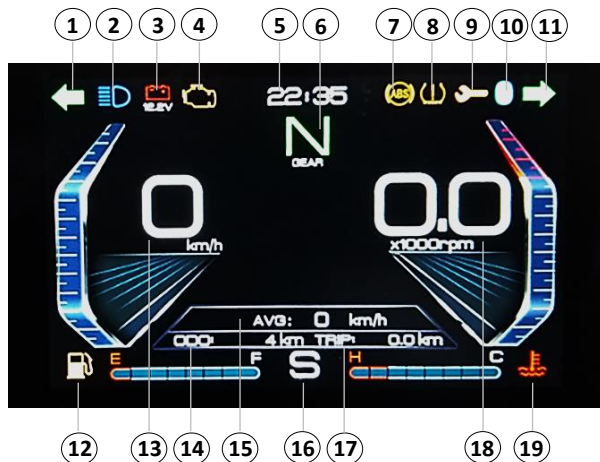 1 2 3 4 5 6 7 8 9 10 11
12.2V
22:35
ABS
N
GEAR
0
0.0
km/h
x1000rpm
AVG: 0 km/h
ODO: 4 km TRIP: 0.0 km
E F S H C
12 13 14 15 16 17 18 19